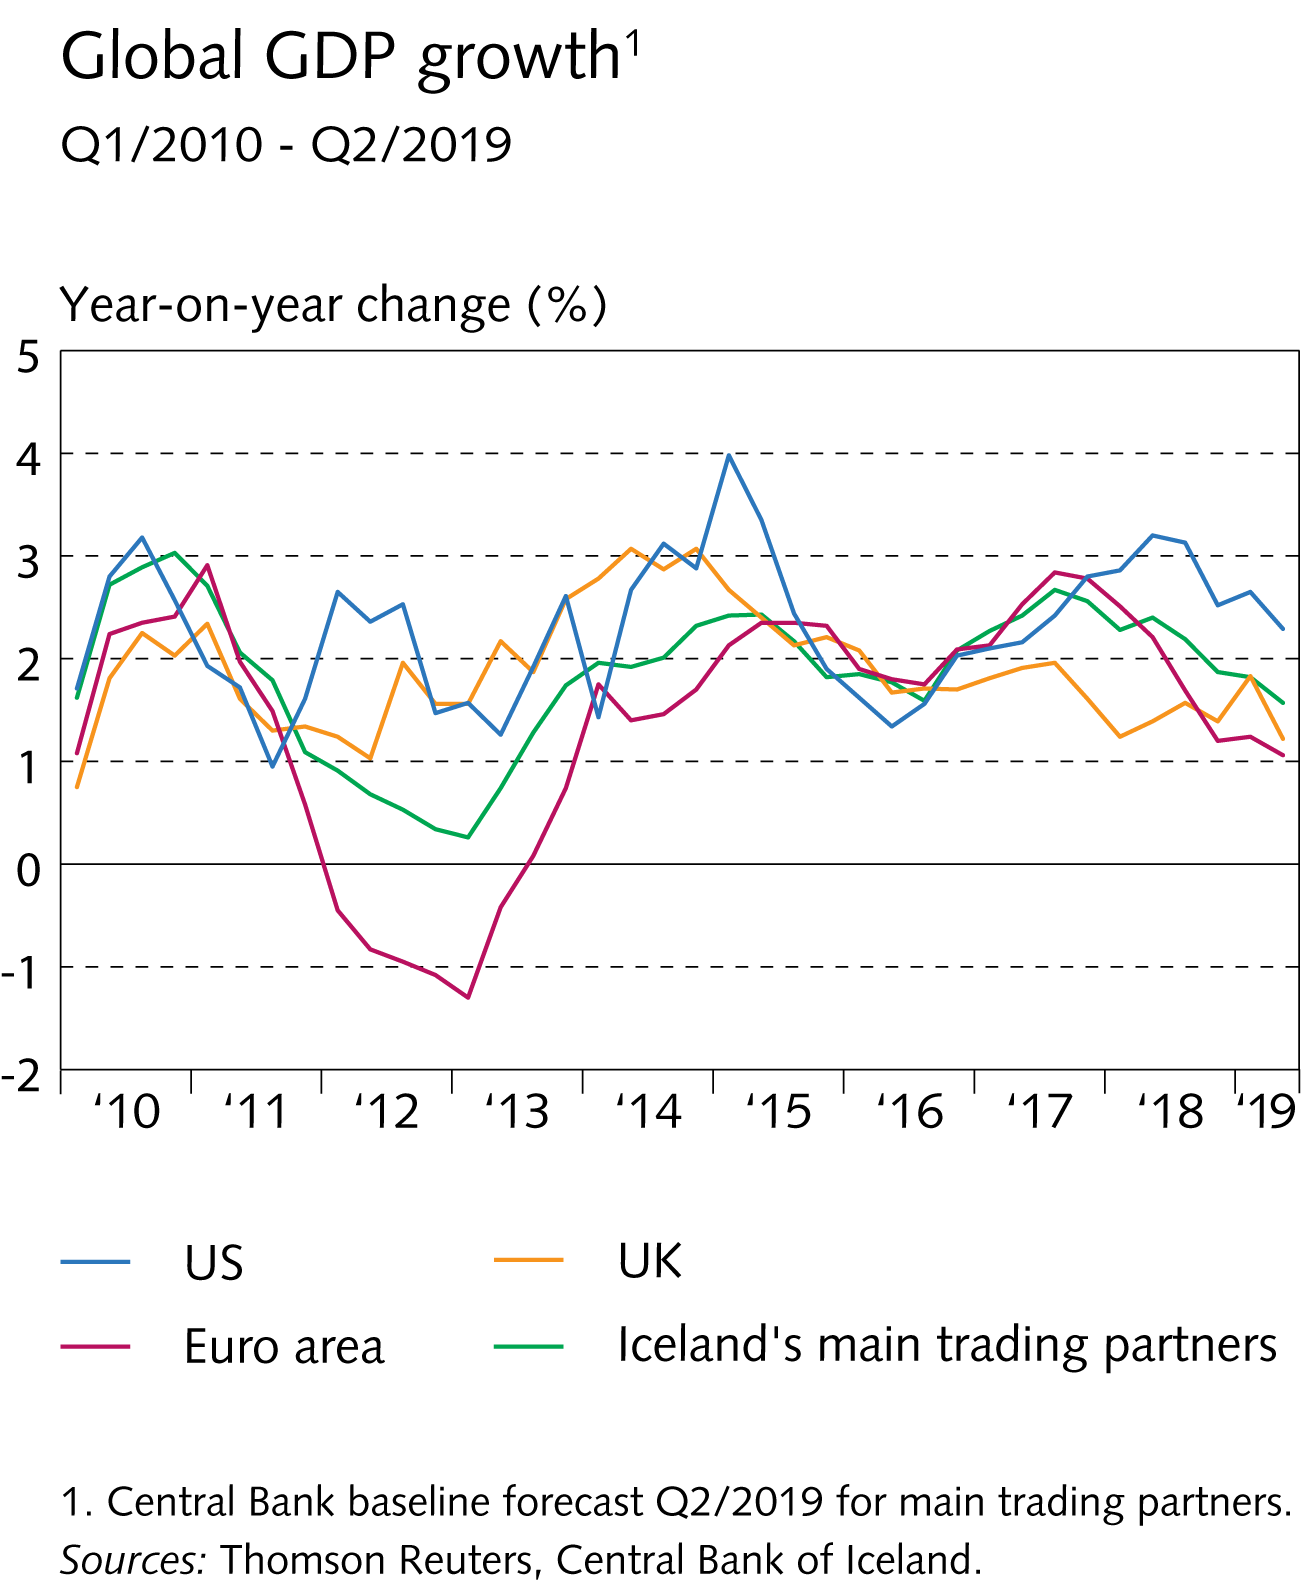 Global GDP growth¹
Q1/2010 - Q2/2019
Year-on-year change (%)
5
4
3
2
1
0
-1
-2
‘10 ‘11 ‘12 ‘13 ‘14 ‘15 ‘16 ‘17 ‘18 ‘19
US UK
Euro area Iceland's main trading partners
1. Central Bank baseline forecast Q2/2019 for main trading partners.
Sources: Thomson Reuters, Central Bank of Iceland.